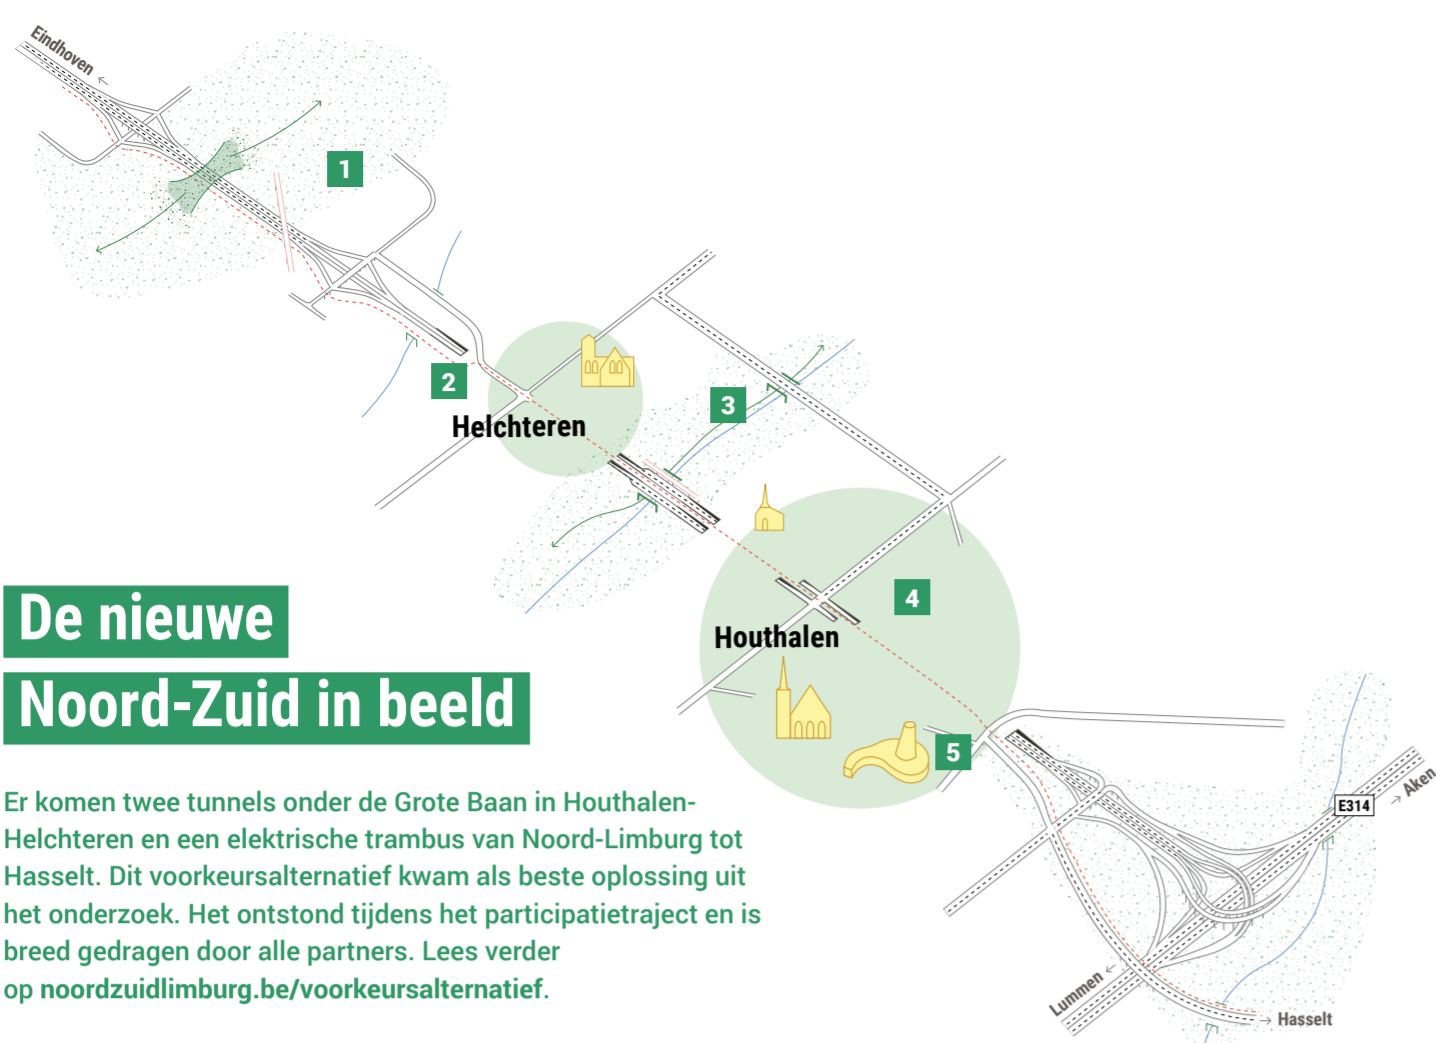 Eindhoven
1
2
Helchteren
3
4
Houthalen
5
De nieuwe
Noord-Zuid in beeld
Er komen twee tunnels onder de Grote Baan in Houthalen-
Helchteren en een elektrische trambus van Noord-Limburg tot
Hasselt. Dit voorkeursalternatief kwam als beste oplossing uit
het onderzoek. Het ontstond tijdens het participatietraject en is
breed gedragen door alle partners. Lees verder
op noordzuidlimburg.be/voorkeursalternatief.
Aken
E314
Lummen
Hasselt